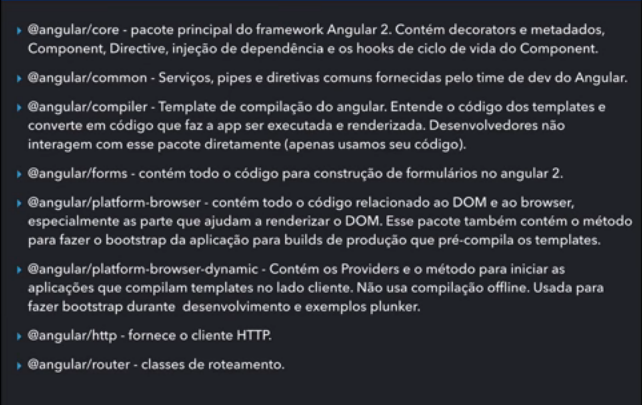 @angular/core - pacote principal do framework Angular 2. Contém decorators e metadados,
Component, Directive, injeção de dependência e os hooks de ciclo de vida do Component.
@angular/common - Serviços, pipes e diretivas comuns fornecidas pelo time de dev do Angular.
@angular/compiler - Template de compilação do angular. Entende o código dos templates e
converte em código que faz a app ser executada e renderizada. Desenvolvedores não
interagem com esse pacote diretamente (apenas usamos seu código).
@angular/forms - contém todo o código para construção de formulários no angular 2.
@angular/platform-browser - contém todo o código relacionado ao DOM e ao browser,
especialmente as parte que ajudam a renderizar o DOM. Esse pacote também contém o método
para fazer o bootstrap da aplicação para builds de produção que pré-compila os templates.
@angular/platform-browser-dynamic - Contém os Providers e o método para iniciar as
aplicações que compilam templates no lado cliente. Não usa compilação offline. Usada para
fazer bootstrap durante desenvolvimento e exemplos plunker.
@angular/http - fornece o cliente HTTP.
@angular/router - classes de roteamento.